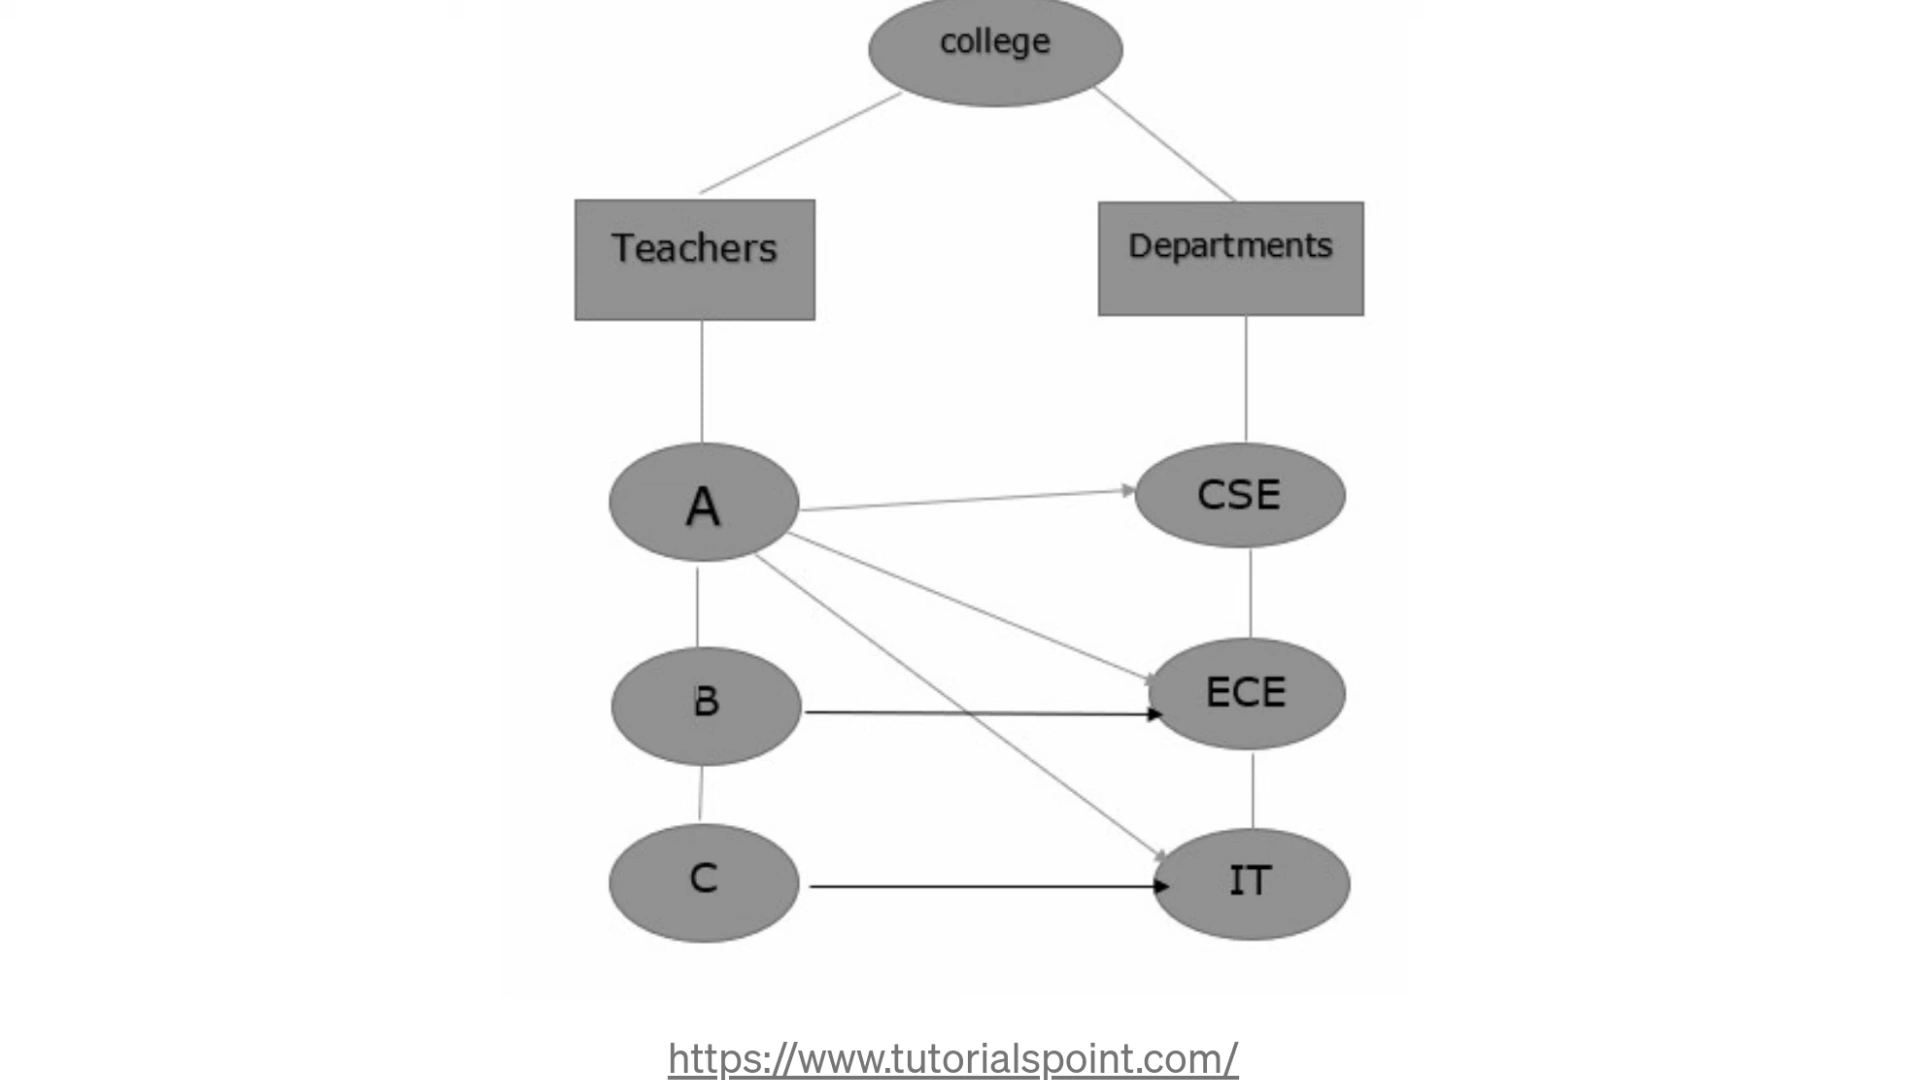 college
Teachers
Departments
A
CSE
B
ECE
C
IT
https://www.tutorialspoint.com/